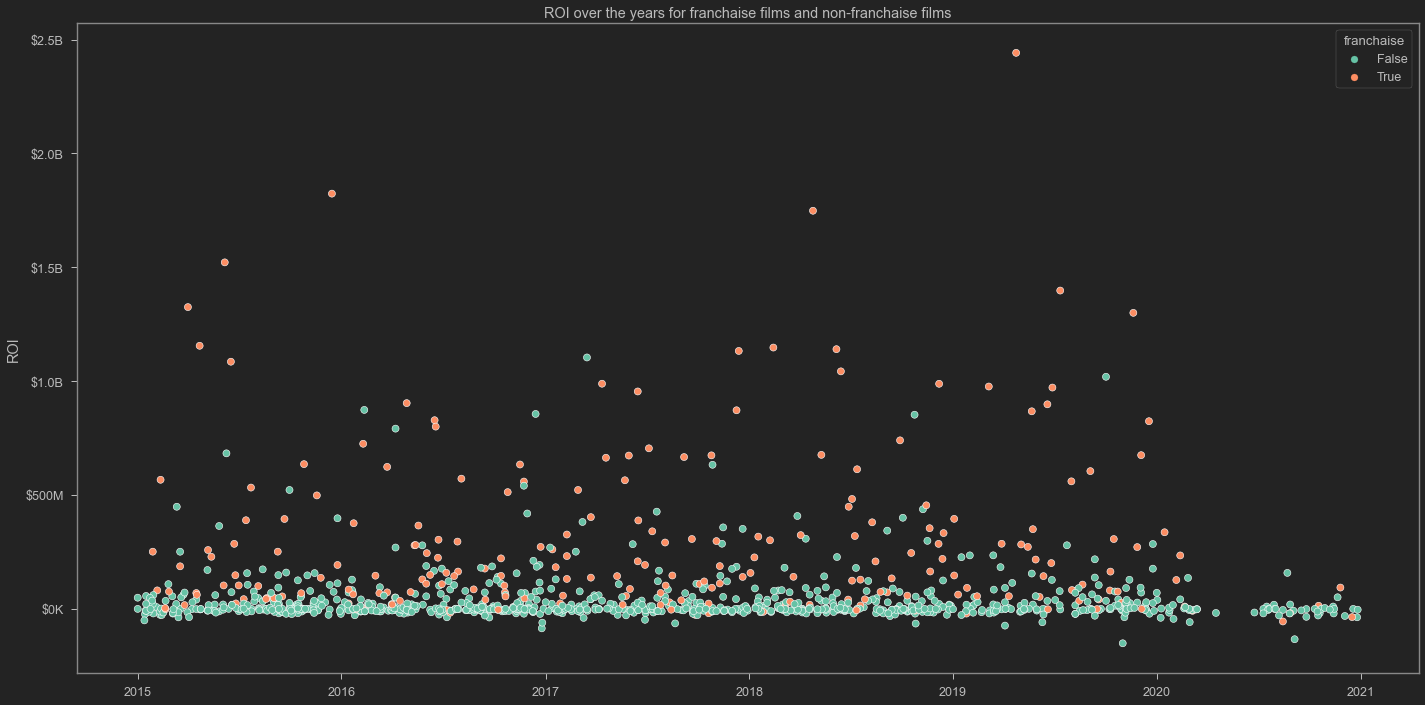 ROI over the years for franchaise films and non-franchaise films
franchaise
False
True
ROI
$2.5B
$2.0B
$1.5B
$1.0B
$500M
$0K
2015 2016 2017 2018 2019 2020 2021